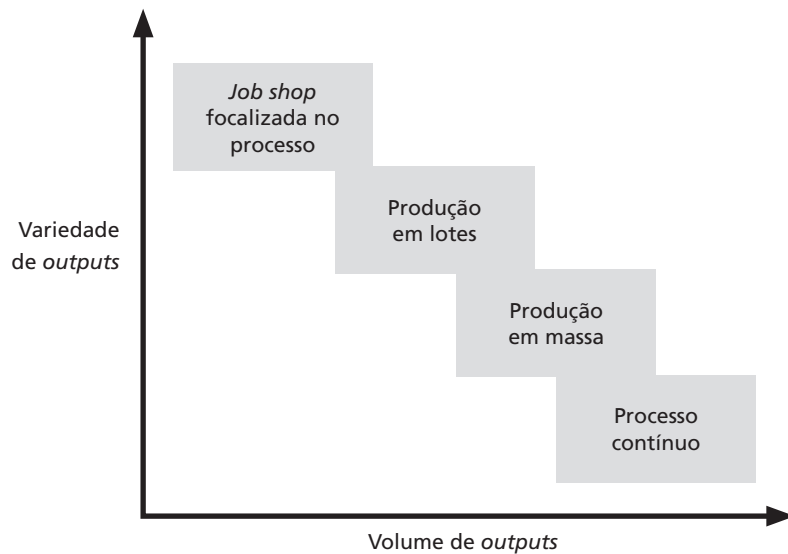 Job shop
focalizada no
processo
Produção
em lotes
Variedade
de outputs
Produção
em massa
Processo
contínuo
Volume de outputs